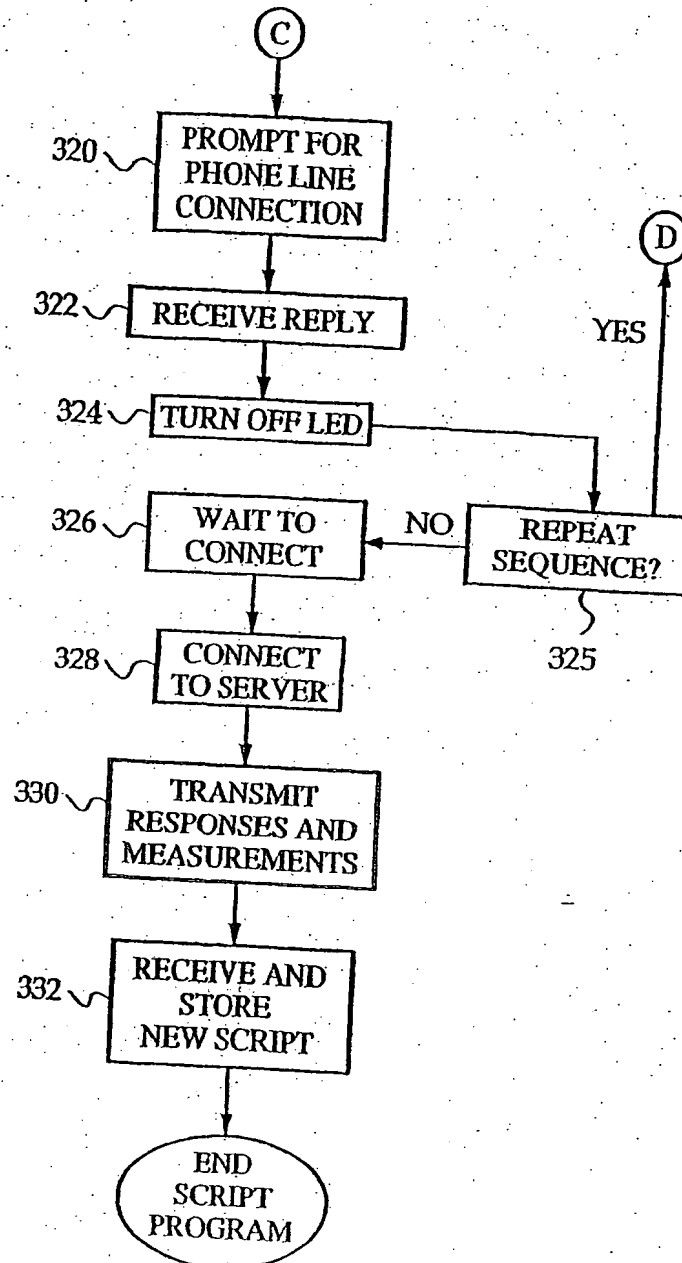 C
320
PROMPT FOR
PHONE LINE
CONNECTION
D
322
RECEIVE REPLY
YES
324
TURN OFF LED
326
WAIT TO
CONNECT
NO
REPEAT
SEQUENCE?
325
328
CONNECT
TO SERVER
330
TRANSMIT
RESPONSES AND
MEASUREMENTS
332
RECEIVE AND
STORE
NEW SCRIPT
END
SCRIPT
PROGRAM